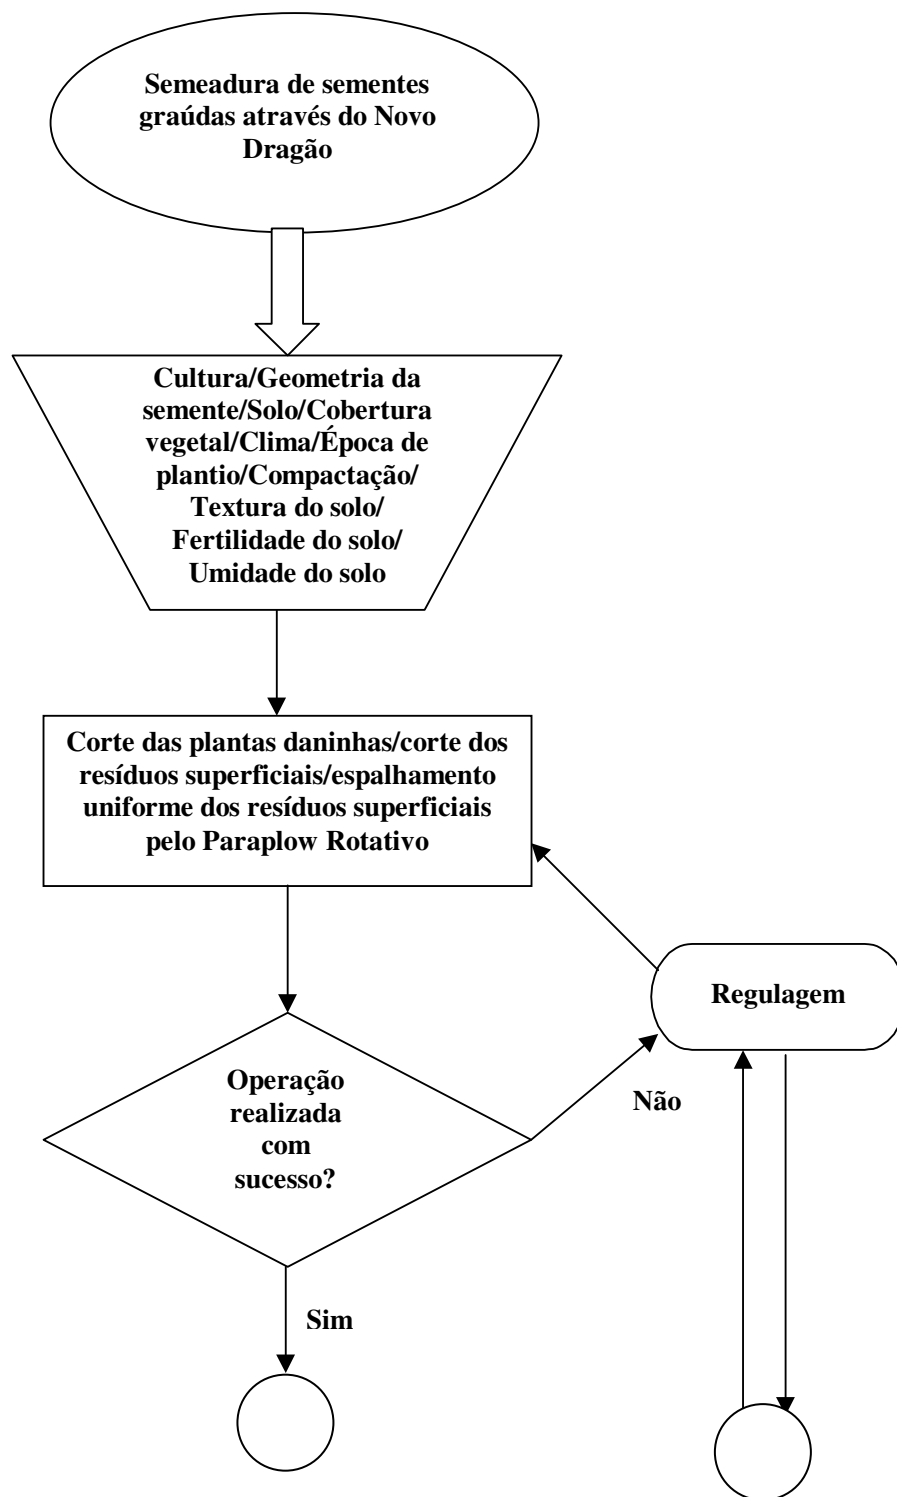 Semeadura de sementes
graúdas através do Novo
Dragão
Cultura/Geometria da
semente/Solo/Cobertura
vegetal/Clima/Época de
plantio/Compactação/
Textura do solo/
Fertilidade do solo/
Umidade do solo
Corte das plantas daninhas/corte dos
resíduos superficiais/espalhamento
uniforme dos resíduos superficiais
pelo Paraplow Rotativo
Regulagem
Operação
realizada
com
sucesso?
Não
Sim